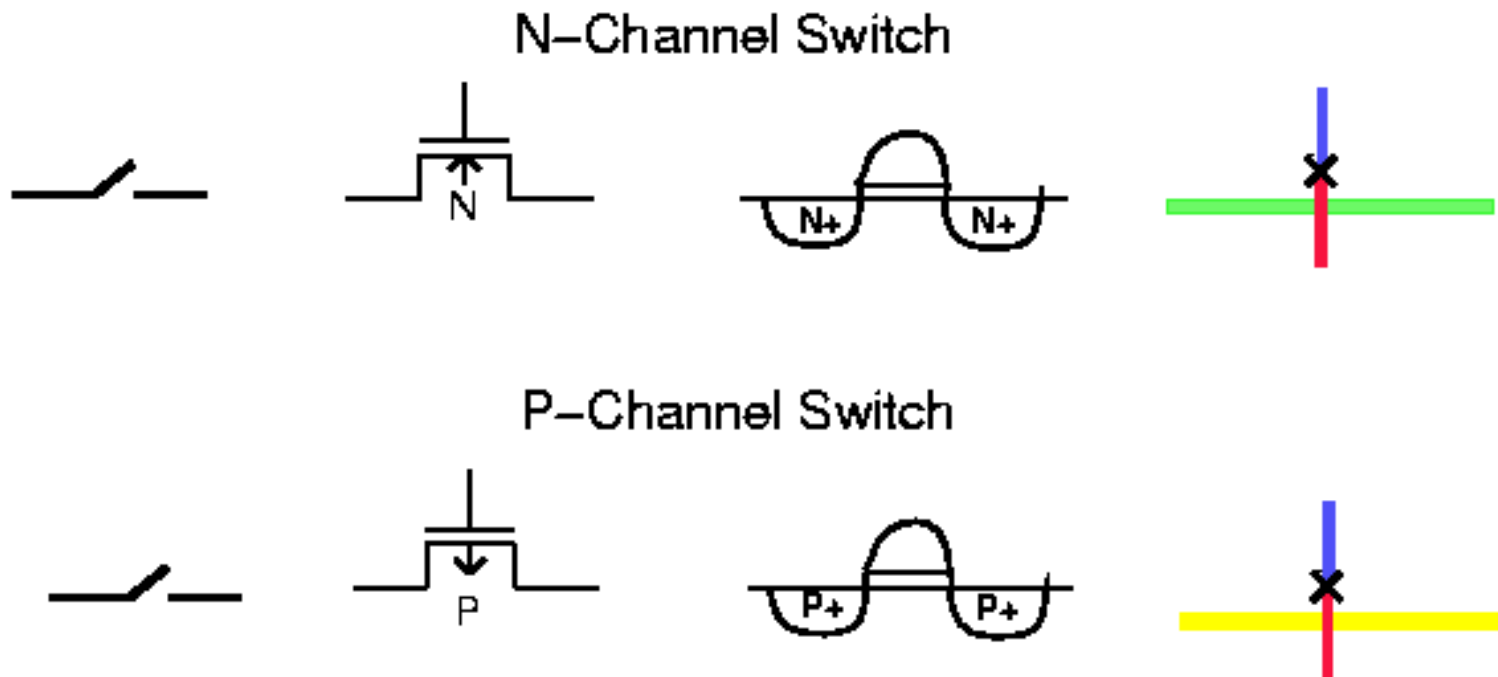 N–Channel Switch
N
N+ N+
P–Channel Switch
P
P+ P+